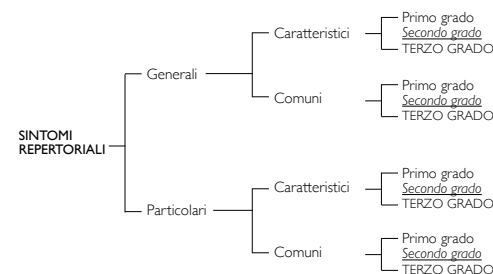 Primo grado
Caratteristici
Secondo grado
TERZO GRADO
Generali
Primo grado
Comuni
Secondo grado
TERZO GRADO
SINTOMI
REPERTORIALI
Primo grado
Caratteristici
Secondo grado
TERZO GRADO
Particolari
Primo grado
Comuni
Secondo grado
TERZO GRADO